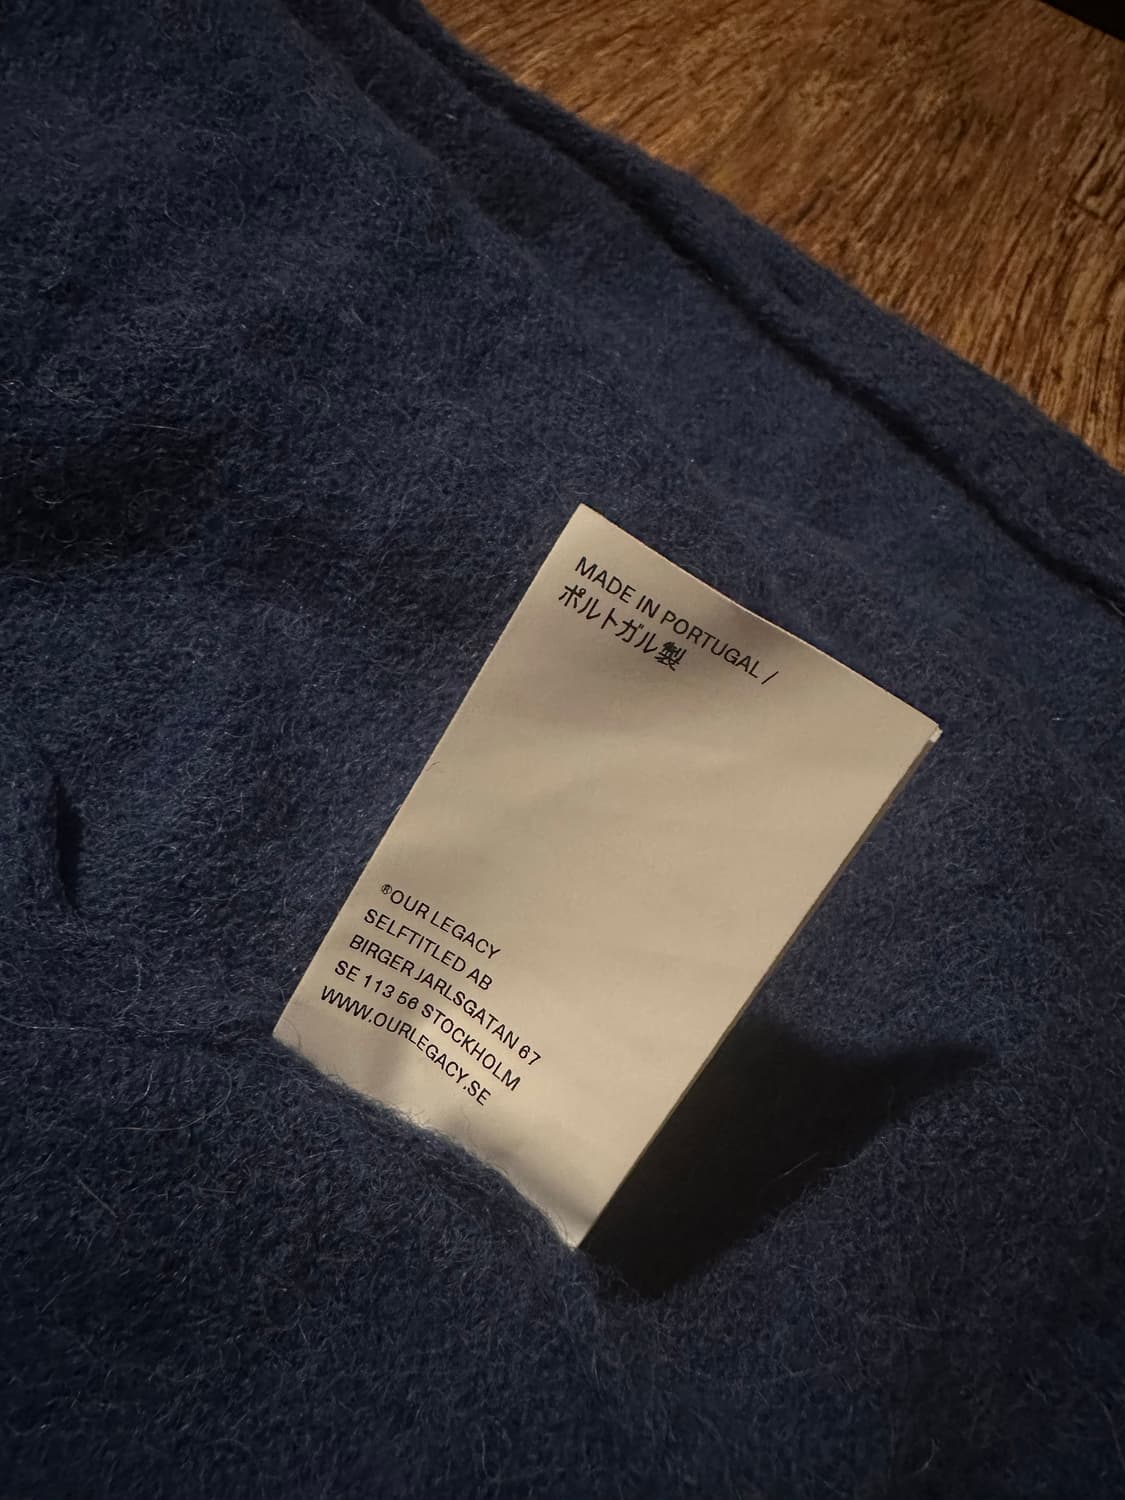 MADE IN PORTUGAL /
ポルトガル製
®OUR LEGACY
SELFTITLED AB
BIRGER JARLSGATAN 67
SE 113 56 STOCKHOLM
WWW.OURLEGACY.SE